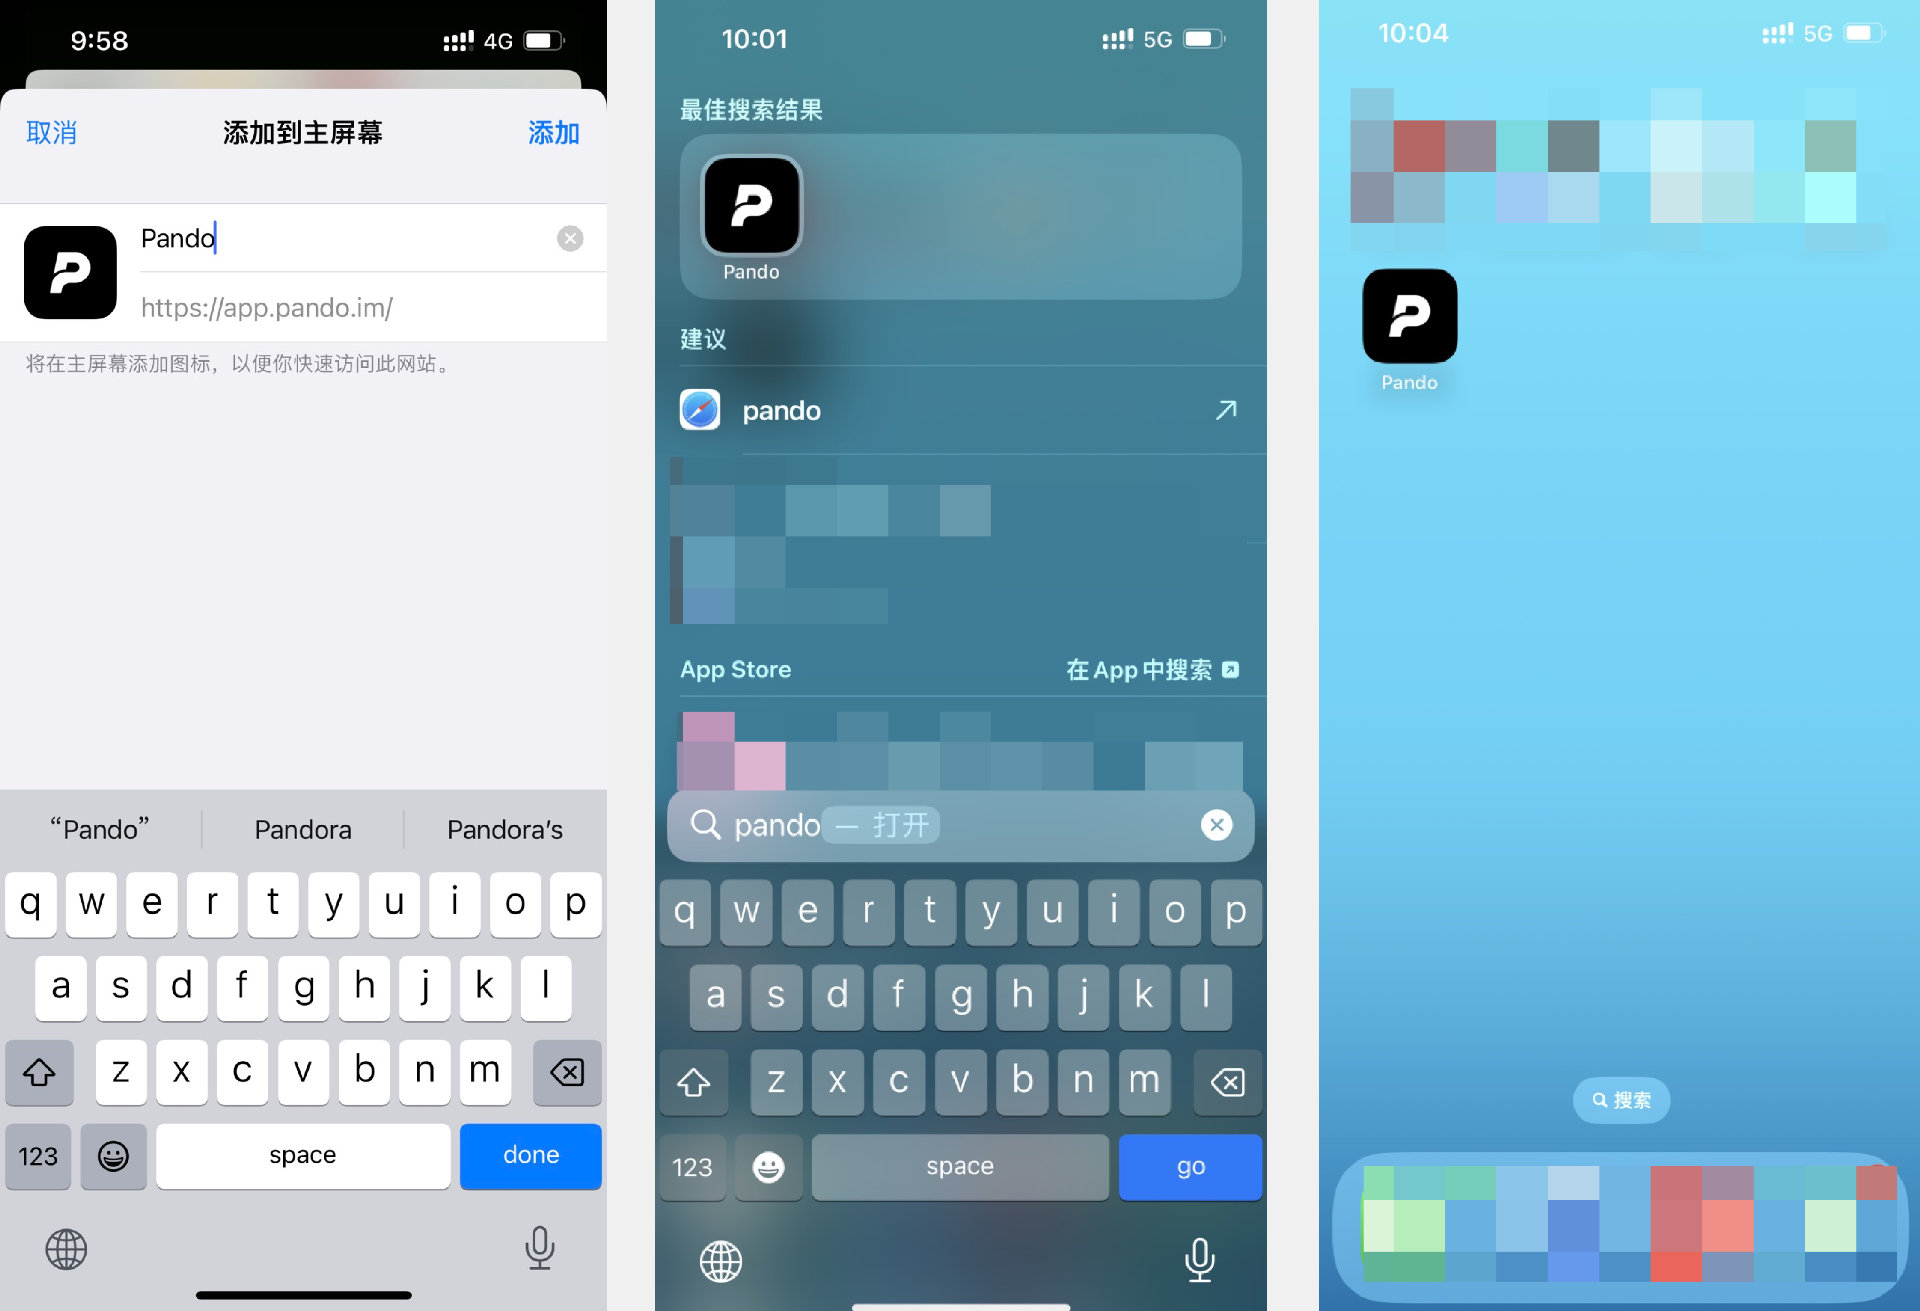 9:58
4G
取消
添加到主屏幕
添加
Pando
https://app.pando.im/
将在主屏幕添加图标，以便你快速访问此网站。
“Pando”
Pandora
Pandora’s
q w e r t y u i o p
a s d f g h j k l
z x c v b n m
123
space
done
10:01
5G
最佳搜索结果
Pando
建议
pando
App Store
在 App 中搜索
pando — 打开
q w e r t y u i o p
a s d f g h j k l
z x c v b n m
123
space
go
10:04
5G
Pando
搜索